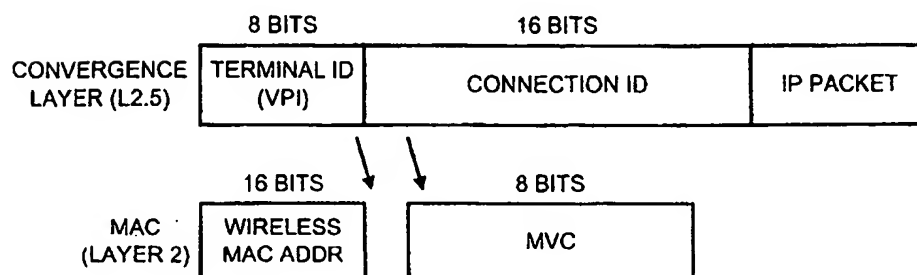 8 BITS
16 BITS
CONVERGENCE
LAYER (L2.5)
TERMINAL ID
(VPI)
CONNECTION ID
IP PACKET
16 BITS
8 BITS
MAC
(LAYER 2)
WIRELESS
MAC ADDR
MVC